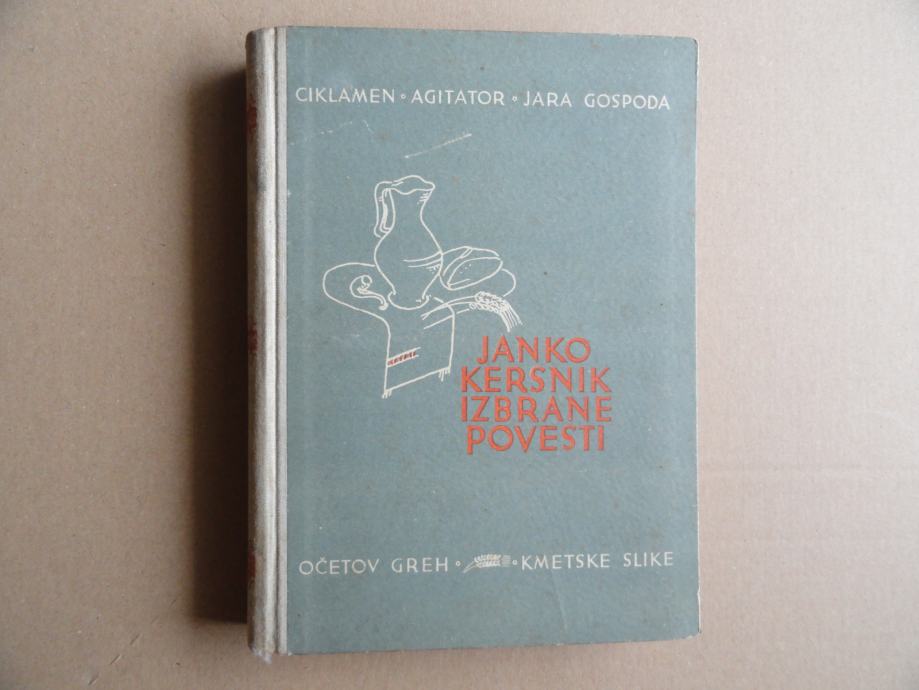 CIKLAMEN • AGITATOR • JARA GOSPODA
JANKO
KERSNIK
IZBRANE
POVESTI
OČETOV GREH • • KMETSKE SLIKE